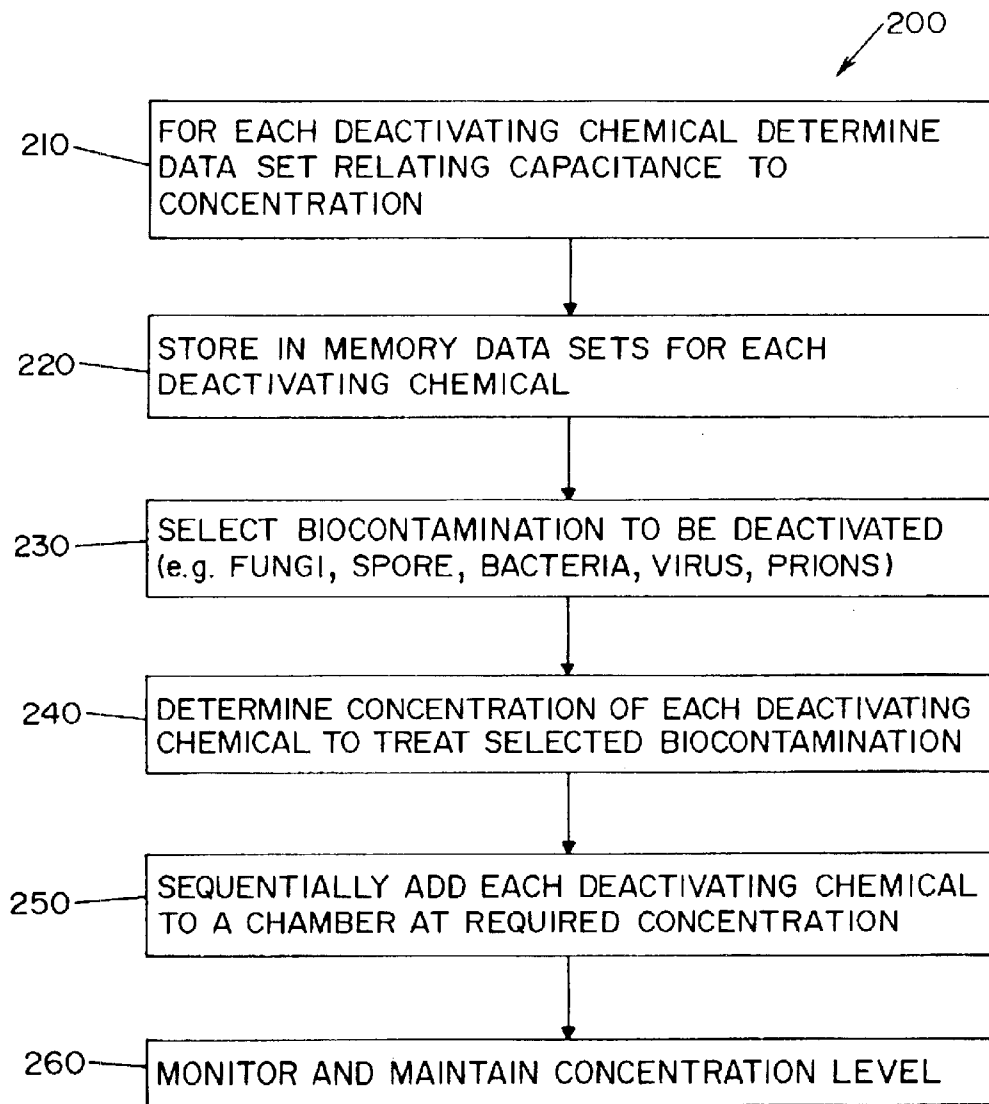 200
210
FOR EACH DEACTIVATING CHEMICAL DETERMINE
DATA SET RELATING CAPACITANCE TO
CONCENTRATION
220
STORE IN MEMORY DATA SETS FOR EACH
DEACTIVATING CHEMICAL
230
SELECT BIOCONTAMINATION TO BE DEACTIVATED
(e.g. FUNGI, SPORE, BACTERIA, VIRUS, PRIONS)
240
DETERMINE CONCENTRATION OF EACH DEACTIVATING
CHEMICAL TO TREAT SELECTED BIOCONTAMINATION
250
SEQUENTIALLY ADD EACH DEACTIVATING CHEMICAL
TO A CHAMBER AT REQUIRED CONCENTRATION
260
MONITOR AND MAINTAIN CONCENTRATION LEVEL